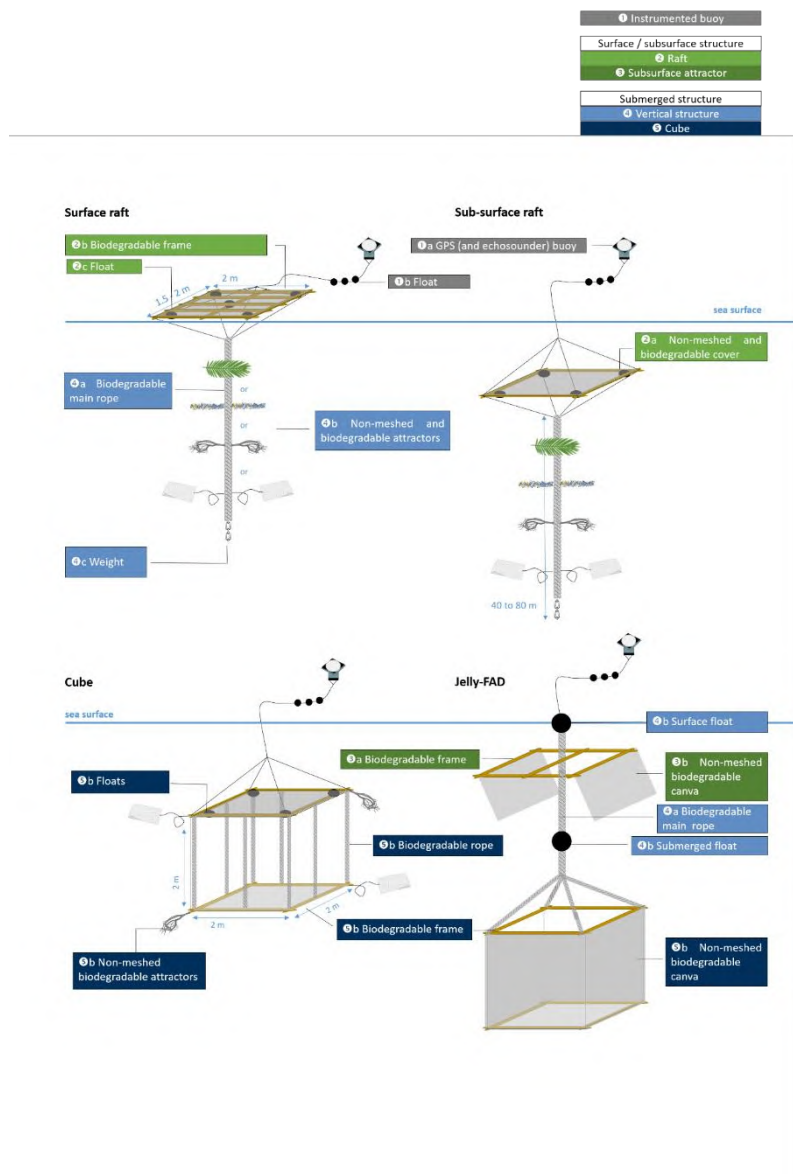 ❶ Instrumented buoy
Surface / subsurface structure
❷ Raft
❸ Subsurface attractor
Submerged structure
❹ Vertical structure
❺ Cube
Surface raft
Sub-surface raft
❷b Biodegradable frame
❶a GPS (and echosounder) buoy
❷c Float
2 m
1.5 - 2 m
❶b Float
sea surface
❷a Non-meshed and
biodegradable cover
❹a Biodegradable
main rope
or
or
❹b Non-meshed and
biodegradable attractors
or
❹c Weight
40 to 80 m
Cube
Jelly-FAD
sea surface
❹b Surface float
❸a Biodegradable frame
❸b Non-meshed
biodegradable
canva
❺b Floats
❹a Biodegradable
main rope
❺b Biodegradable rope
❹b Submerged float
2 m
2 m
2 m
❺b Biodegradable frame
❺b Non-meshed
biodegradable attractors
❺b Non-meshed
biodegradable
canva